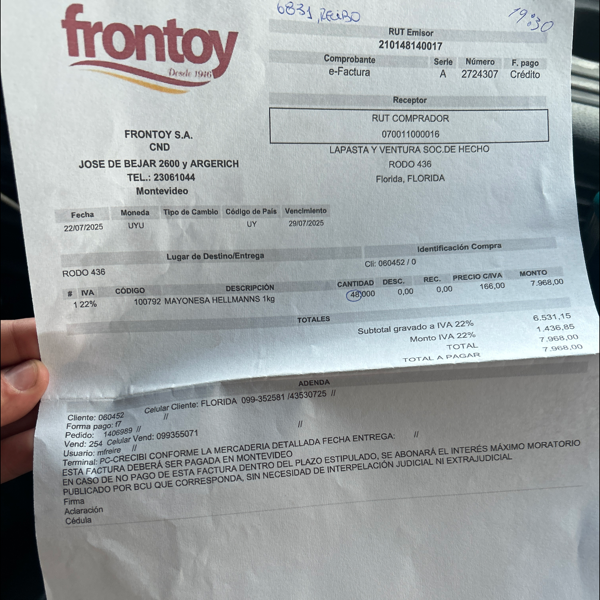 6831, RECIBO
19:30
frontoy
Desde 1946
RUT Emisor
210148140017
Comprobante Serie Número F. pago
e-Factura A 2724307 Crédito
Receptor
RUT COMPRADOR
070011000016
LAPASTA Y VENTURA SOC.DE HECHO
RODO 436
Florida, FLORIDA
FRONTOY S.A.
CND
JOSE DE BEJAR 2600 y ARGERICH
TEL.: 23061044
Montevideo
Fecha Moneda Tipo de Cambio Código de País Vencimiento
22/07/2025 UYU UY 29/07/2025
Lugar de Destino/Entrega
RODO 436
Identificación Compra
Cli: 060452 / 0
# IVA CÓDIGO DESCRIPCIÓN CANTIDAD DESC. REC. PRECIO C/IVA MONTO
1 22% 100792 MAYONESA HELLMANNS 1kg 48,000 0,00 0,00 166,00 7.968,00
TOTALES
Subtotal gravado a IVA 22% 6.531,15
Monto IVA 22% 1.436,85
TOTAL 7.968,00
TOTAL A PAGAR 7.968,00
ADENDA
Cliente: 060452 Celular Cliente: FLORIDA 099-352581 /43530725 //
Forma pago: f7 //
Pedido: 1406989 // //
Vend: 254 Celular Vend: 099355071
Usuario: mfreire //
Terminal: PC-CRECIBI CONFORME LA MERCADERIA DETALLADA FECHA ENTREGA: //
ESTA FACTURA DEBERÁ SER PAGADA EN MONTEVIDEO
EN CASO DE NO PAGO DE ESTA FACTURA DENTRO DEL PLAZO ESTIPULADO, SE ABONARÁ EL INTERÉS MÁXIMO MORATORIO
PUBLICADO POR BCU QUE CORRESPONDA, SIN NECESIDAD DE INTERPELACIÓN JUDICIAL NI EXTRAJUDICIAL
Firma
Aclaración
Cédula